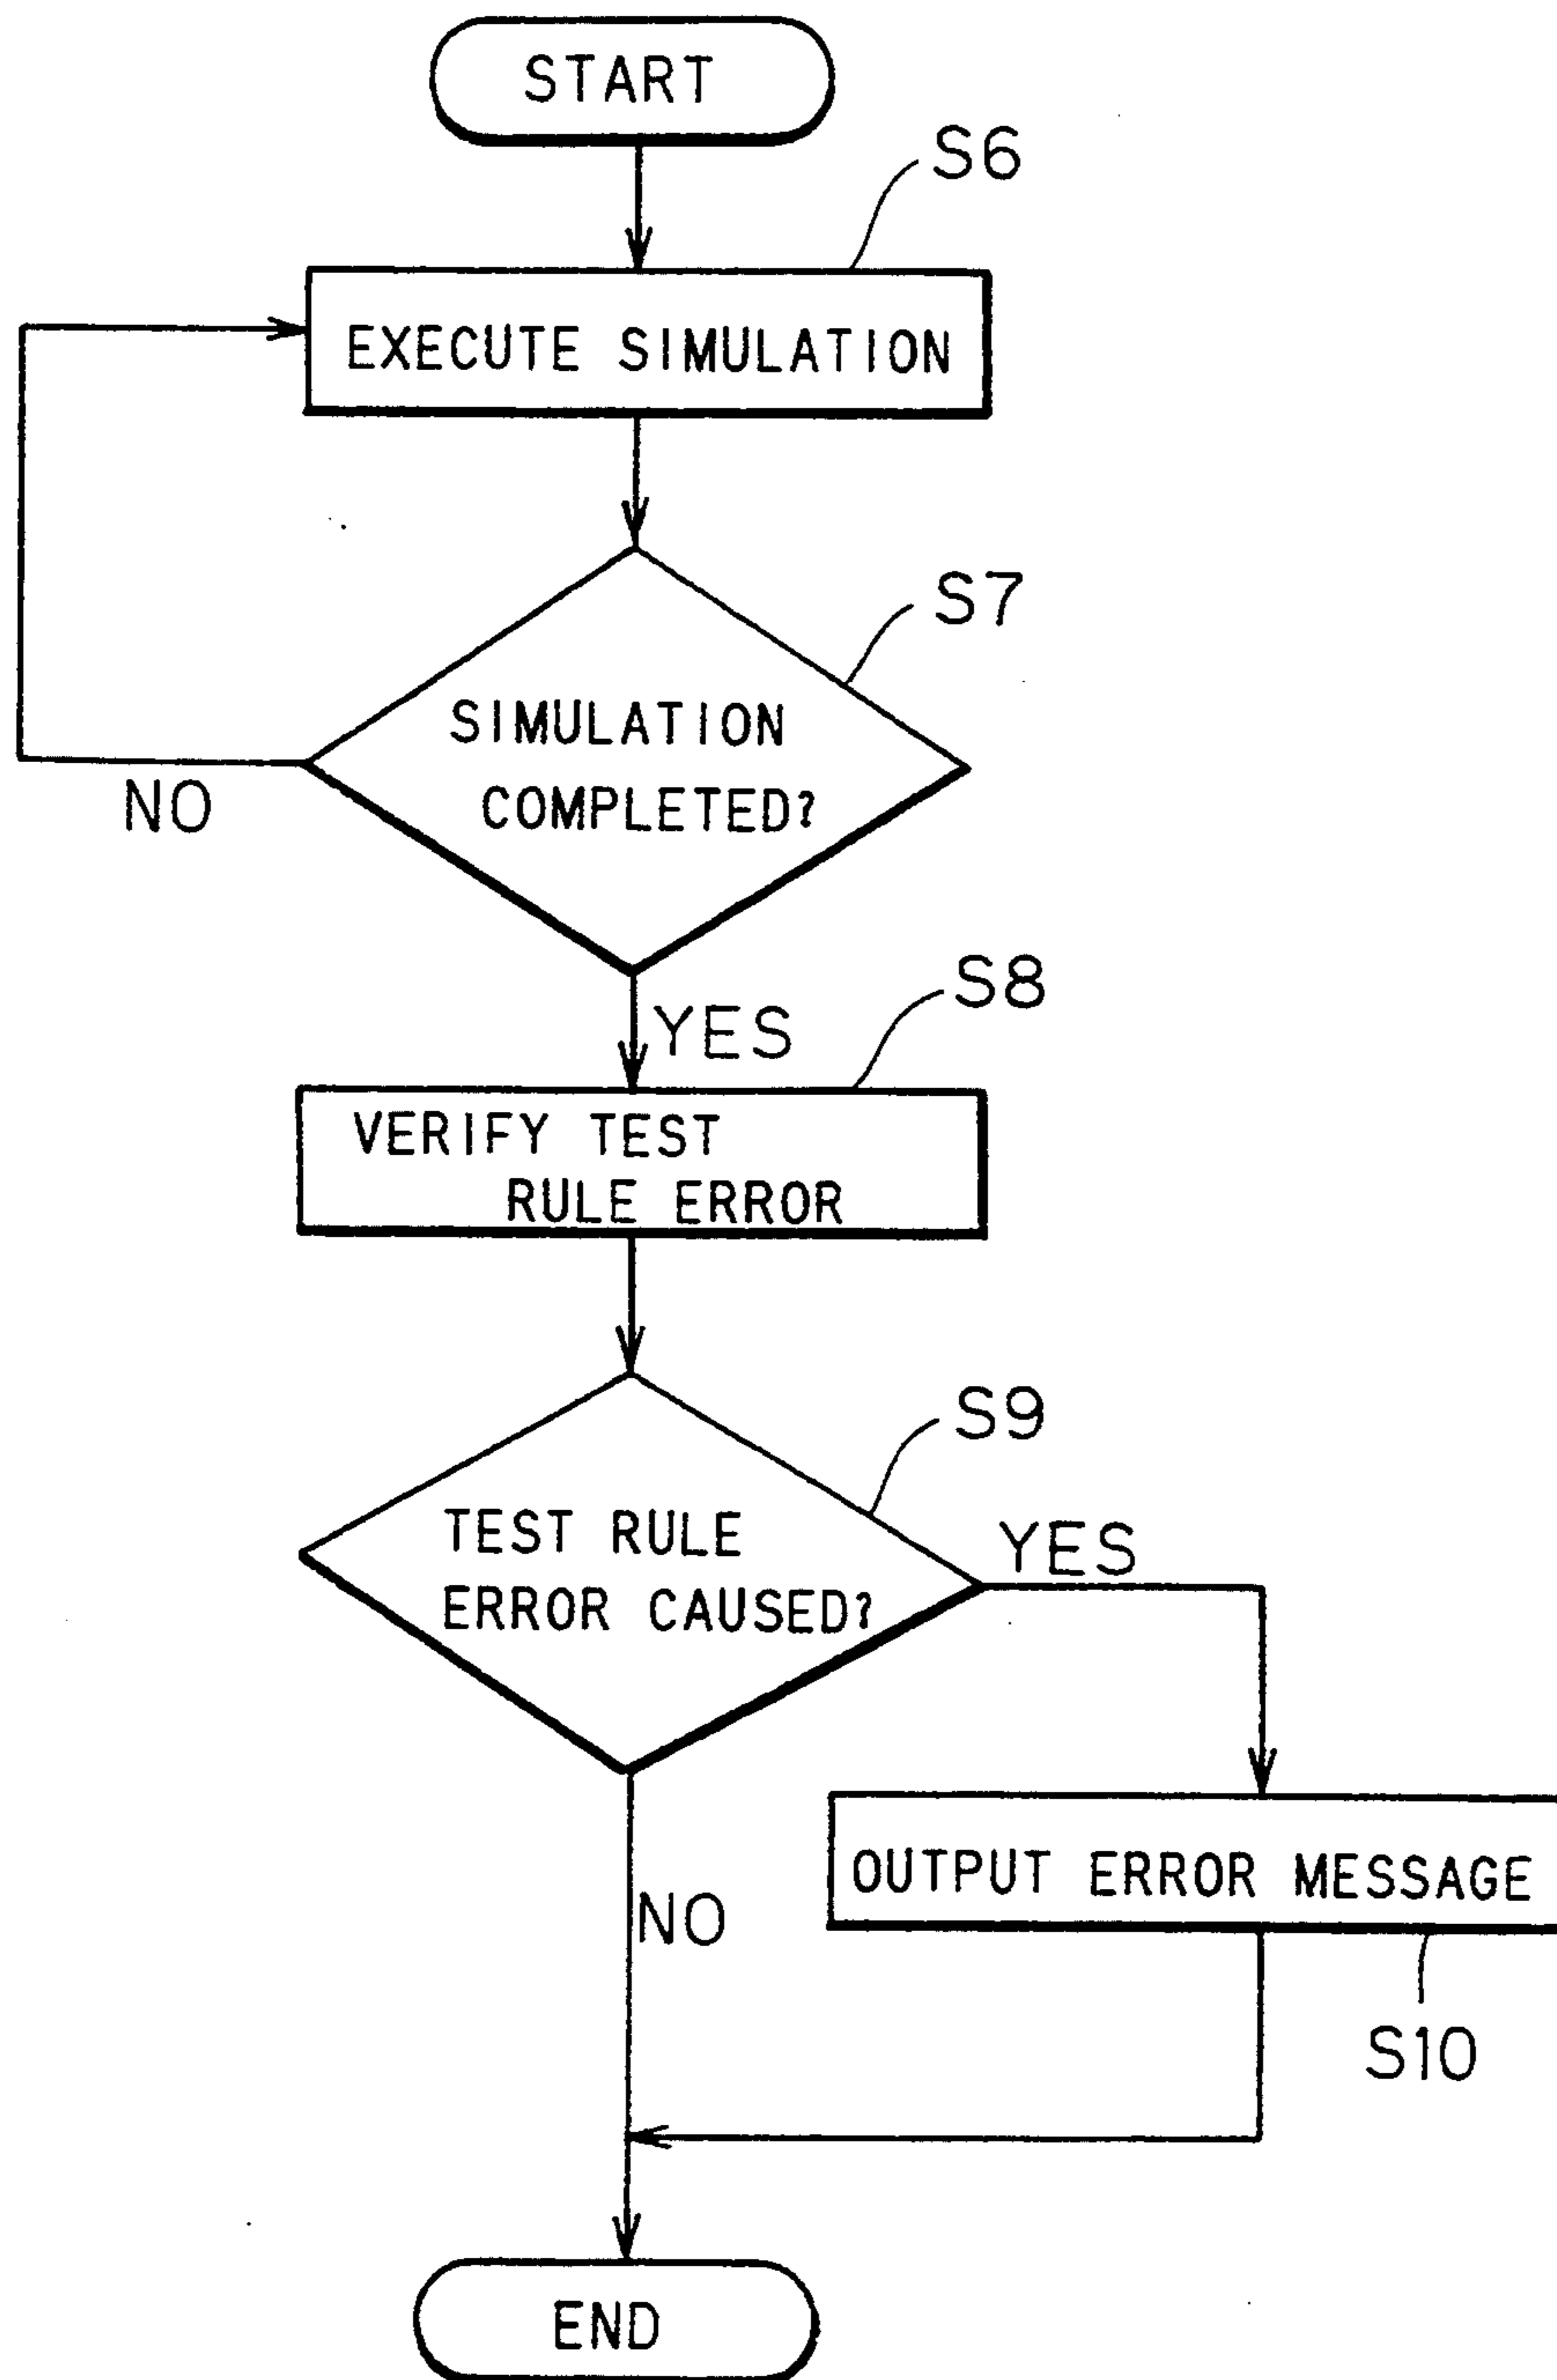 START
S6
EXECUTE SIMULATION
S7
SIMULATION
COMPLETED?
NO
S8
YES
VERIFY TEST
RULE ERROR
S9
TEST RULE
ERROR CAUSED?
YES
OUTPUT ERROR MESSAGE
NO
S10
END